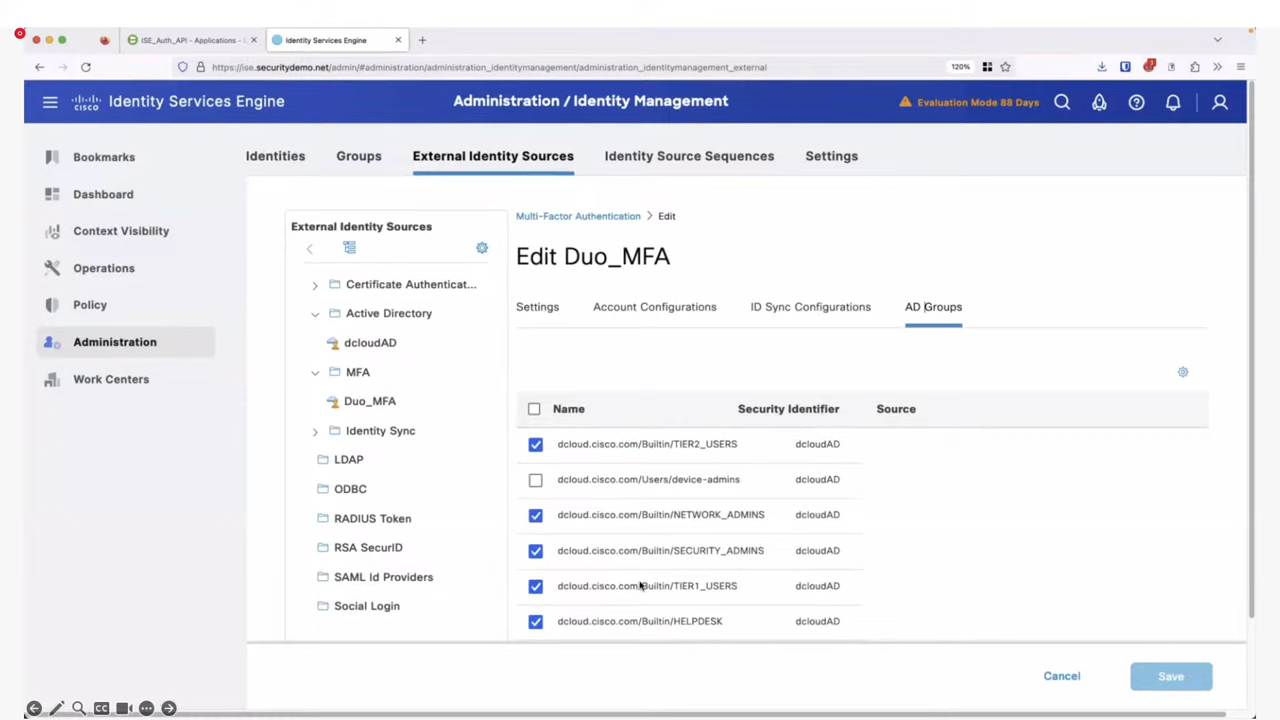 ISE_Auth_API - Applications -
Identity Services Engine
https://ise.securitydemo.net/admin/#administration/administration_identitymanagement/administration_identitymanagement_external
120%
cisco
Identity Services Engine
Administration / Identity Management
Evaluation Mode 88 Days
Bookmarks
Dashboard
Context Visibility
Operations
Policy
Administration
Work Centers
Identities
Groups
External Identity Sources
Identity Source Sequences
Settings
External Identity Sources
Certificate Authenticat...
Active Directory
dcloudAD
MFA
Duo_MFA
Identity Sync
LDAP
ODBC
RADIUS Token
RSA SecurID
SAML Id Providers
Social Login
Multi-Factor Authentication > Edit
Edit Duo_MFA
Settings
Account Configurations
ID Sync Configurations
AD Groups
Name Security Identifier Source
dcloud.cisco.com/Builtin/TIER2_USERS dcloudAD
dcloud.cisco.com/Users/device-admins dcloudAD
dcloud.cisco.com/Builtin/NETWORK_ADMINS dcloudAD
dcloud.cisco.com/Builtin/SECURITY_ADMINS dcloudAD
dcloud.cisco.com/Builtin/TIER1_USERS dcloudAD
dcloud.cisco.com/Builtin/HELPDESK dcloudAD
Cancel
Save
CC